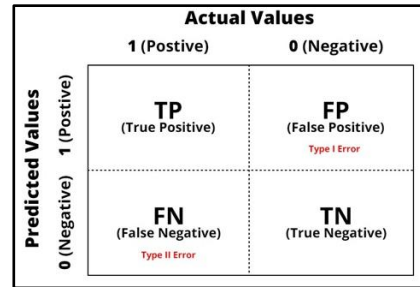 Actual Values
1 (Postive) 0 (Negative)
Predicted Values
1 (Postive)
0 (Negative)
TP FP
(True Positive) (False Positive)
Type I Error
FN TN
(False Negative) (True Negative)
Type II Error